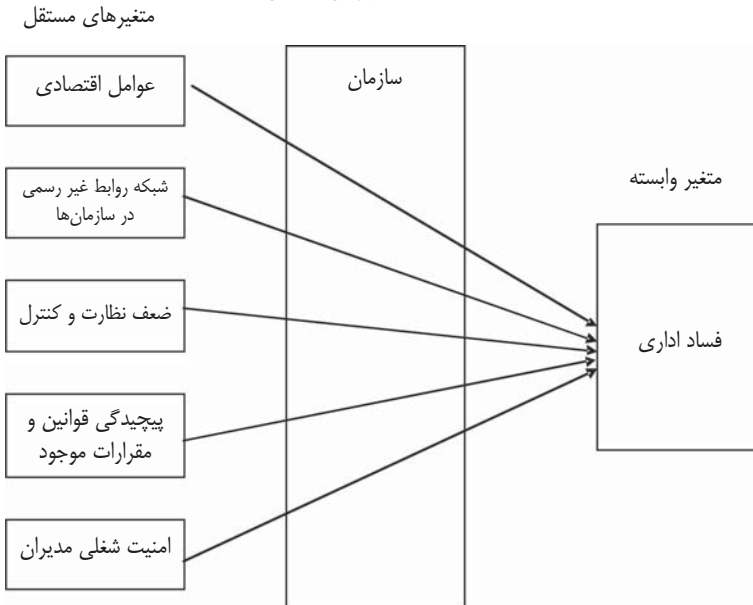 متغیرهای مستقل
عوامل اقتصادی
شبکه روابط غیر رسمی
در سازمان‌ها
ضعف نظارت و کنترل
پیچیدگی قوانین و
مقرارات موجود
امنیت شغلی مدیران
سازمان
متغیر وابسته
فساد اداری